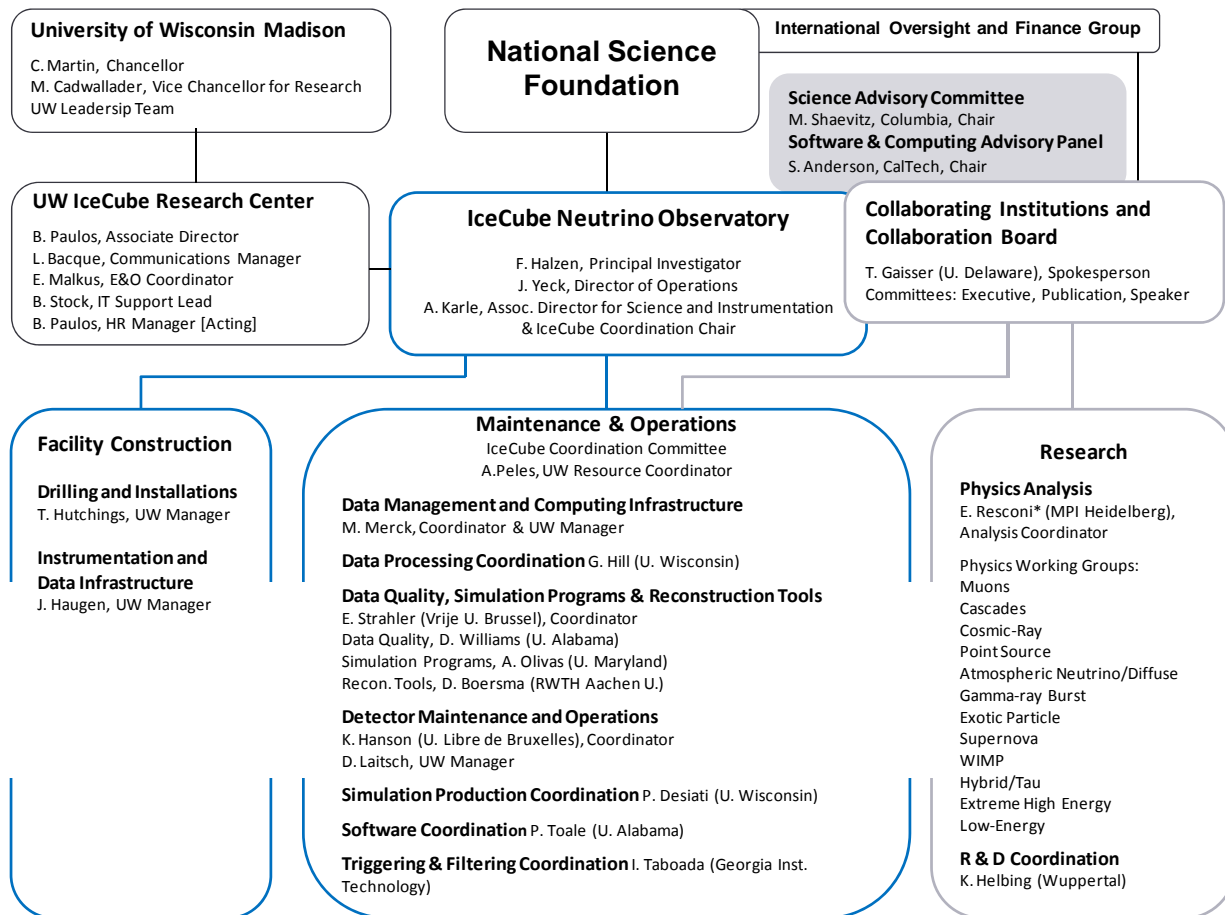 University of Wisconsin Madison
C. Martin, Chancellor
M. Cadwallader, Vice Chancellor for Research
UW Leadersip Team
National Science
Foundation
International Oversight and Finance Group
Science Advisory Committee
M. Shaevitz, Columbia, Chair
Software & Computing Advisory Panel
S. Anderson, CalTech, Chair
UW IceCube Research Center
B. Paulos, Associate Director
L. Bacque, Communications Manager
E. Malkus, E&O Coordinator
B. Stock, IT Support Lead
B. Paulos, HR Manager [Acting]
IceCube Neutrino Observatory
F. Halzen, Principal Investigator
J. Yeck, Director of Operations
A. Karle, Assoc. Director for Science and Instrumentation
& IceCube Coordination Chair
Collaborating Institutions and
Collaboration Board
T. Gaisser (U. Delaware), Spokesperson
Committees: Executive, Publication, Speaker
Facility Construction
Drilling and Installations
T. Hutchings, UW Manager
Instrumentation and
Data Infrastructure
J. Haugen, UW Manager
Maintenance & Operations
IceCube Coordination Committee
A.Peles, UW Resource Coordinator
Data Management and Computing Infrastructure
M. Merck, Coordinator & UW Manager
Data Processing Coordination G. Hill (U. Wisconsin)
Data Quality, Simulation Programs & Reconstruction Tools
E. Strahler (Vrije U. Brussel), Coordinator
Data Quality, D. Williams (U. Alabama)
Simulation Programs, A. Olivas (U. Maryland)
Recon. Tools, D. Boersma (RWTH Aachen U.)
Detector Maintenance and Operations
K. Hanson (U. Libre de Bruxelles), Coordinator
D. Laitsch, UW Manager
Simulation Production Coordination P. Desiati (U. Wisconsin)
Software Coordination P. Toale (U. Alabama)
Triggering & Filtering Coordination I. Taboada (Georgia Inst.
Technology)
Research
Physics Analysis
E. Resconi* (MPI Heidelberg),
Analysis Coordinator
Physics Working Groups:
Muons
Cascades
Cosmic-Ray
Point Source
Atmospheric Neutrino/Diffuse
Gamma-ray Burst
Exotic Particle
Supernova
WIMP
Hybrid/Tau
Extreme High Energy
Low-Energy
R & D Coordination
K. Helbing (Wuppertal)